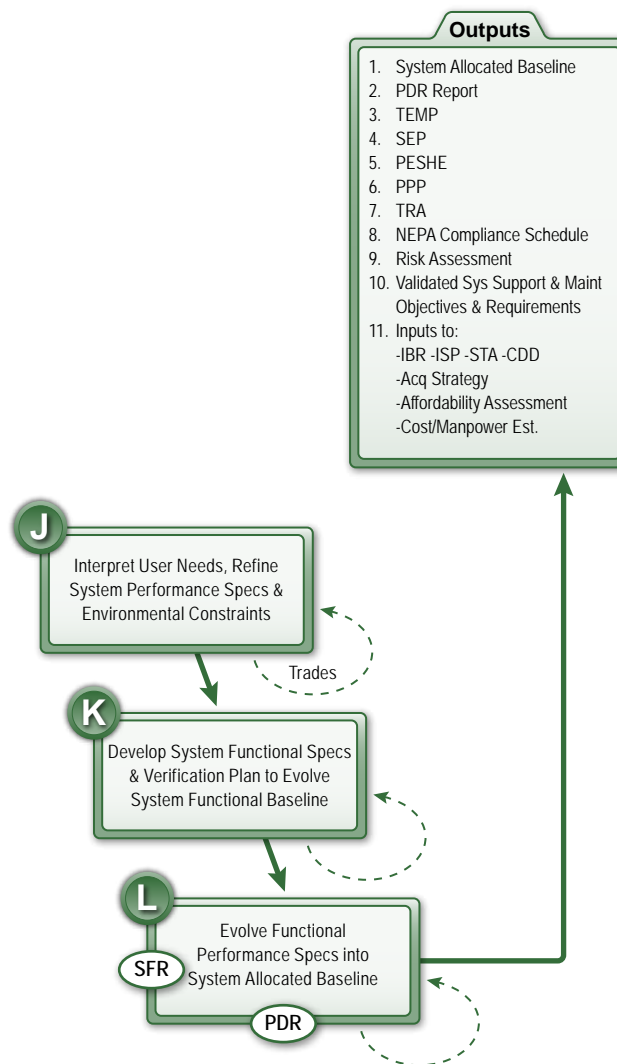 Outputs
1. System Allocated Baseline
2. PDR Report
3. TEMP
4. SEP
5. PESHE
6. PPP
7. TRA
8. NEPA Compliance Schedule
9. Risk Assessment
10. Validated Sys Support & Maint
Objectives & Requirements
11. Inputs to:
-IBR -ISP -STA -CDD
-Acq Strategy
-Affordability Assessment
-Cost/Manpower Est.
J
Interpret User Needs, Refine
System Performance Specs &
Environmental Constraints
Trades
K
Develop System Functional Specs
& Verification Plan to Evolve
System Functional Baseline
L
Evolve Functional
Performance Specs into
System Allocated Baseline
SFR
PDR